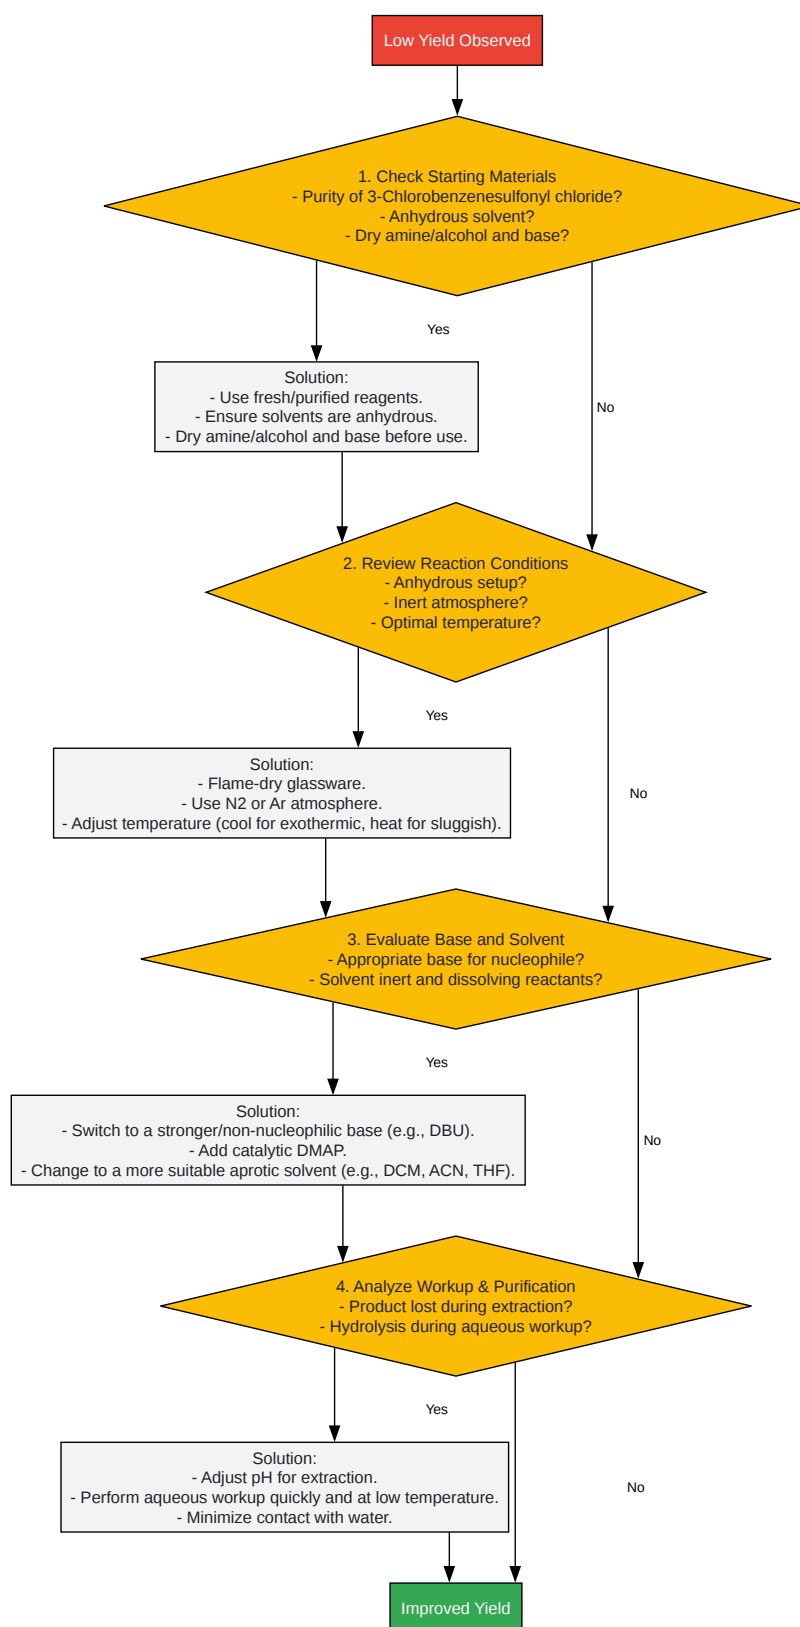 Low Yield Observed
1. Check Starting Materials
- Purity of 3-Chlorobenzenesulfonyl chloride?
- Anhydrous solvent?
- Dry amine/alcohol and base?
Yes
Solution:
- Use fresh/purified reagents.
- Ensure solvents are anhydrous.
- Dry amine/alcohol and base before use.
No
2. Review Reaction Conditions
- Anhydrous setup?
- Inert atmosphere?
- Optimal temperature?
Yes
Solution:
- Flame-dry glassware.
- Use N2 or Ar atmosphere.
- Adjust temperature (cool for exothermic, heat for sluggish).
No
3. Evaluate Base and Solvent
- Appropriate base for nucleophile?
- Solvent inert and dissolving reactants?
Yes
Solution:
- Switch to a stronger/non-nucleophilic base (e.g., DBU).
- Add catalytic DMAP.
- Change to a more suitable aprotic solvent (e.g., DCM, ACN, THF).
No
4. Analyze Workup & Purification
- Product lost during extraction?
- Hydrolysis during aqueous workup?
Yes
Solution:
- Adjust pH for extraction.
- Perform aqueous workup quickly and at low temperature.
- Minimize contact with water.
No
Improved Yield